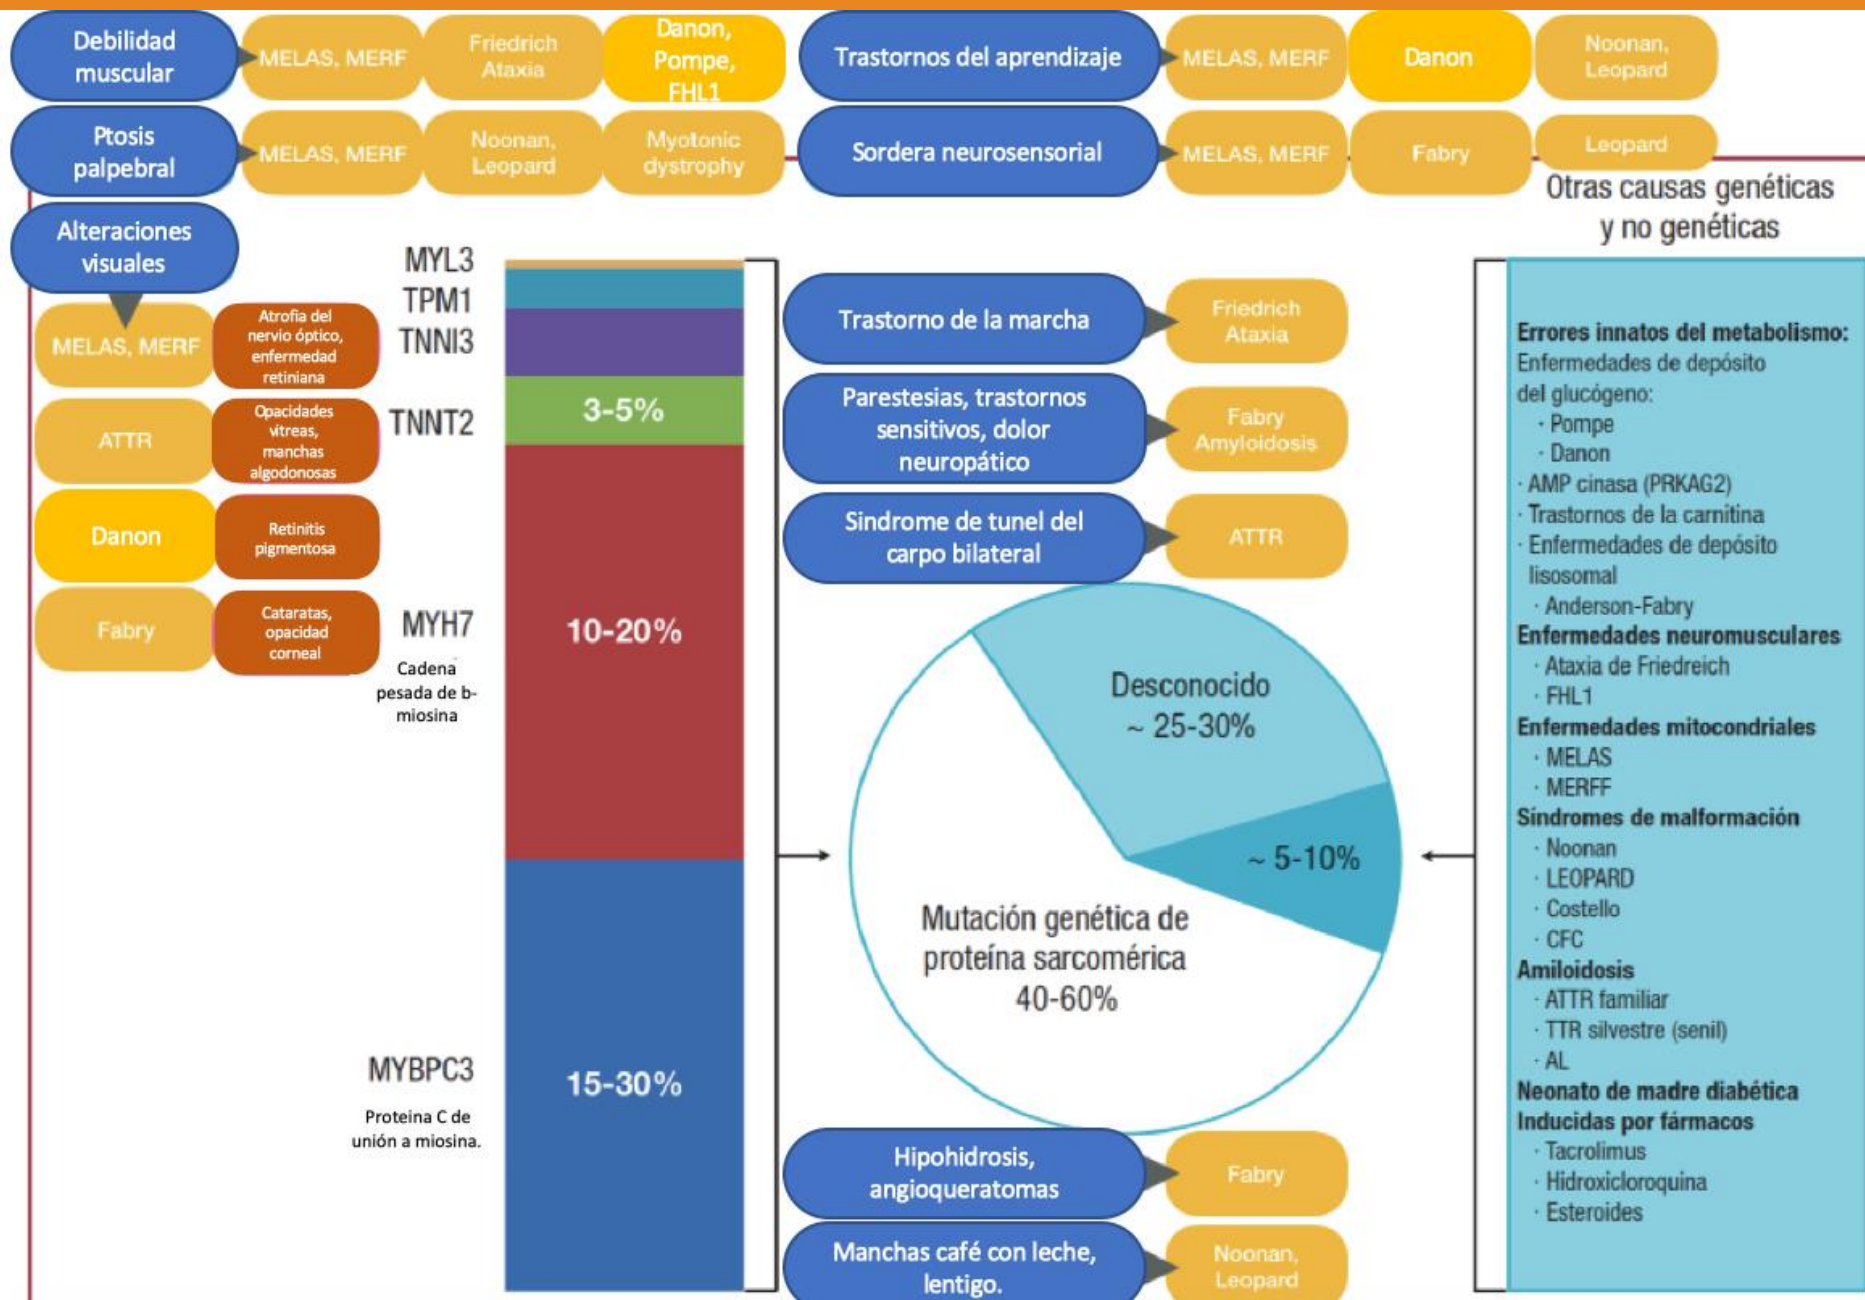 Debilidad
muscular
MELAS, MERF
Friedrich
Ataxia
Danon,
Pompe,
FHL1
Trastornos del aprendizaje
MELAS, MERF
Danon
Noonan,
Leopard
Ptosis
palpebral
MELAS, MERF
Noonan,
Leopard
Myotonic
dystrophy
Sordera neurosensorial
MELAS, MERF
Fabry
Leopard
Alteraciones
visuales
MELAS, MERF
Atrofia del
nervio óptico,
enfermedad
retiniana
ATTR
Opacidades
vitreas,
manchas
algodonosas
Danon
Retinitis
pigmentosa
Fabry
Cataratas,
opacidad
corneal
MYL3
TPM1
TNNI3
TNNT2
3-5%
MYH7
10-20%
Cadena
pesada de b-
miosina
MYBPC3
15-30%
Proteina C de
unión a miosina.
Trastorno de la marcha
Friedrich
Ataxia
Parestesias, trastornos
sensitivos, dolor
neuropático
Fabry
Amyloidosis
Sindrome de tunel del
carpo bilateral
ATTR
Desconocido
~ 25-30%
~ 5-10%
Mutación genética de
proteína sarcomérica
40-60%
Hipohidrosis,
angioqueratomas
Fabry
Manchas café con leche,
lentigo.
Noonan,
Leopard
Otras causas genéticas
y no genéticas
Errores innatos del metabolismo:
Enfermedades de depósito
del glucógeno:
· Pompe
· Danon
· AMP cinasa (PRKAG2)
· Trastornos de la carnitina
· Enfermedades de depósito
lisosomal
· Anderson-Fabry
Enfermedades neuromusculares
· Ataxia de Friedreich
· FHL1
Enfermedades mitocondriales
· MELAS
· MERFF
Síndromes de malformación
· Noonan
· LEOPARD
· Costello
· CFC
Amiloidosis
· ATTR familiar
· TTR silvestre (senil)
· AL
Neonato de madre diabética
Inducidas por fármacos
· Tacrolimus
· Hidroxicloroquina
· Esteroides